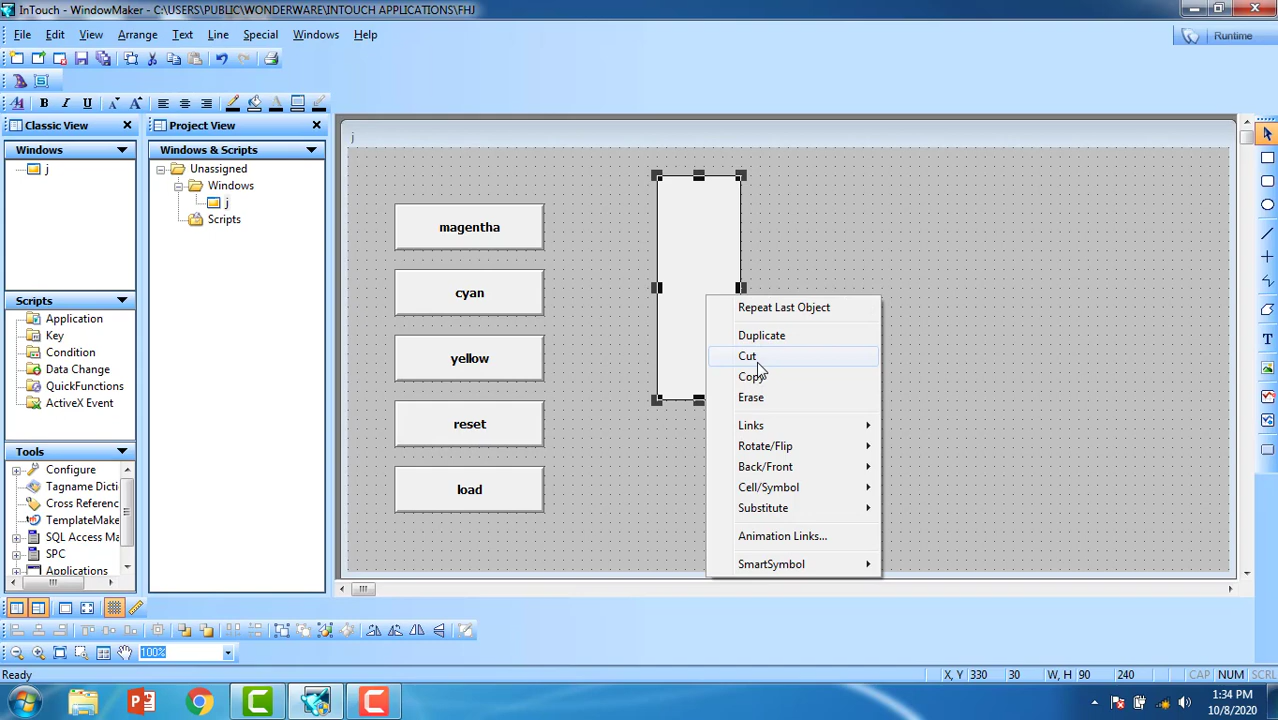 InTouch - WindowMaker - C:\USERS\PUBLIC\WONDERWARE\INTOUCH APPLICATIONS\FHJ
File Edit View Arrange Text Line Special Windows Help
Runtime
B I U A A
Classic View
Project View
Windows
Windows & Scripts
j
j
Unassigned
Windows
j
Scripts
magentha
cyan
yellow
reset
load
Repeat Last Object
Duplicate
Cut
Copy
Erase
Links
Rotate/Flip
Back/Front
Cell/Symbol
Substitute
Animation Links...
SmartSymbol
Scripts
Application
Key
Condition
Data Change
QuickFunctions
ActiveX Event
Tools
Configure
Tagname Dicti
Cross Referenc
TemplateMake
SQL Access Ma
SPC
Applications
T
100%
Ready
X, Y 330 30 W, H 90 240 CAP NUM SCRL
1:34 PM
10/8/2020